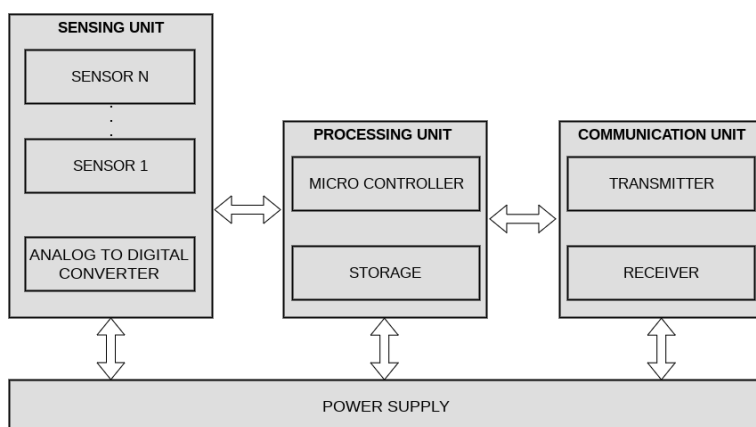 SENSING UNIT
SENSOR N
SENSOR 1
ANALOG TO DIGITAL
CONVERTER
PROCESSING UNIT
MICRO CONTROLLER
STORAGE
COMMUNICATION UNIT
TRANSMITTER
RECEIVER
POWER SUPPLY